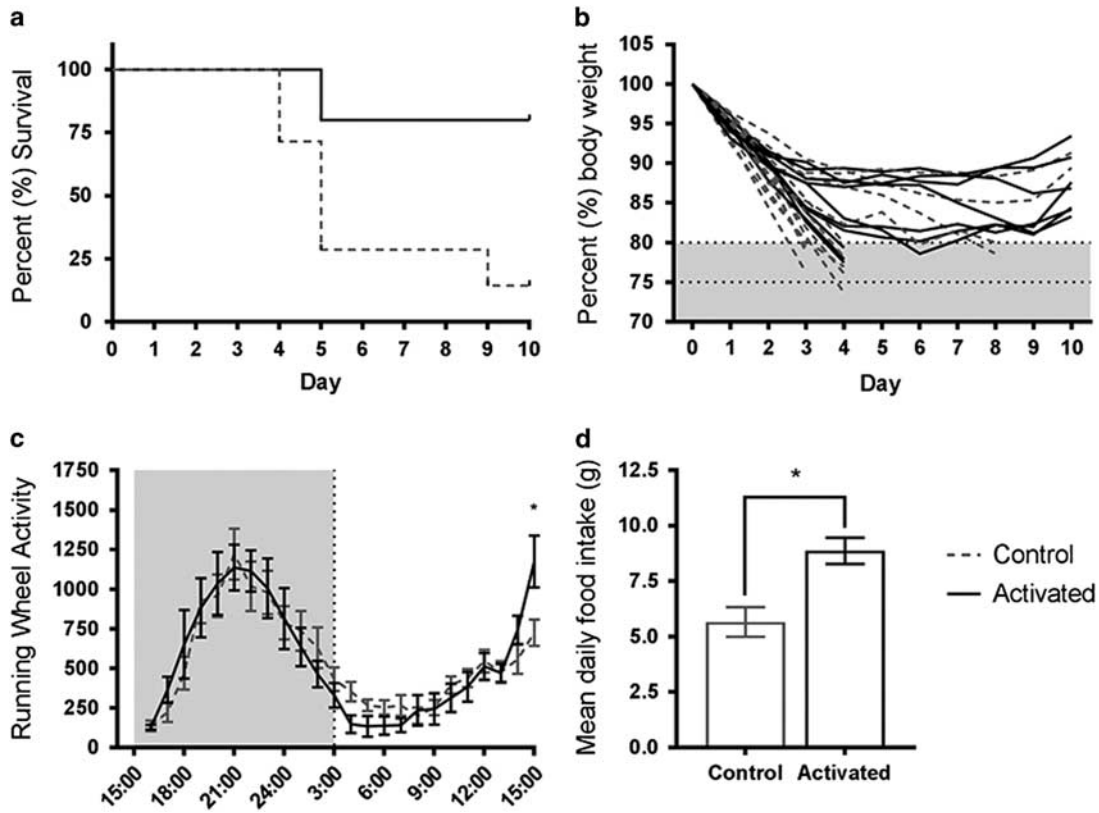 a
Percent (%) Survival
100
75
50
25
0
0 1 2 3 4 5 6 7 8 9 10
Day
b
Percent (%) body weight
105
100
95
90
85
80
75
70
0 1 2 3 4 5 6 7 8 9 10
Day
c
Running Wheel Activity
1750
1500
1250
1000
750
500
250
0
*
15:00 18:00 21:00 24:00 3:00 6:00 9:00 12:00 15:00
d
Mean daily food intake (g)
12.5
10.0
7.5
5.0
2.5
0.0
*
Control Activated
Control
Activated